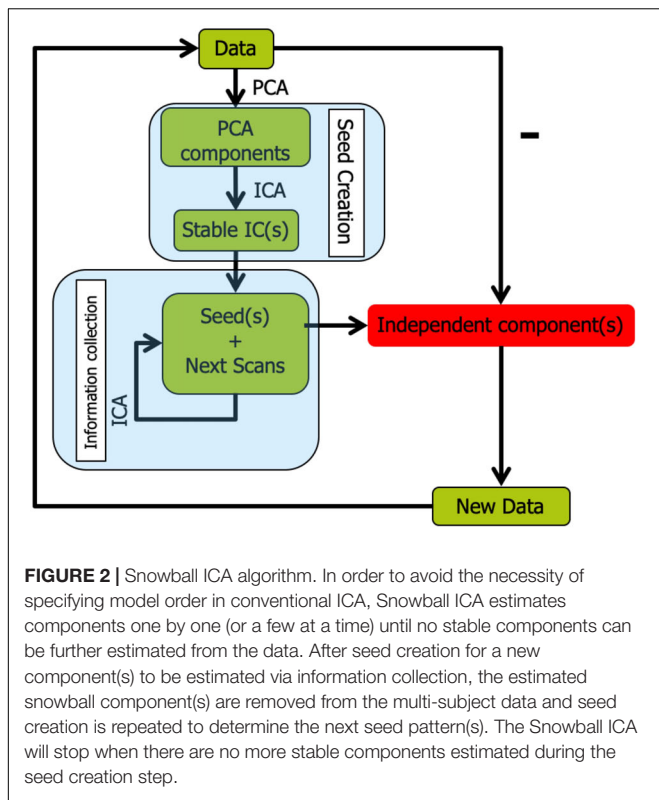 Data
PCA
PCA
components
Seed Creation
ICA
Stable IC(s)
Information collection
Seed(s)
+
Next Scans
ICA
-
Independent component(s)
New Data
FIGURE 2 | Snowball ICA algorithm. In order to avoid the necessity of
specifying model order in conventional ICA, Snowball ICA estimates
components one by one (or a few at a time) until no stable components can
be further estimated from the data. After seed creation for a new
component(s) to be estimated via information collection, the estimated
snowball component(s) are removed from the multi-subject data and seed
creation is repeated to determine the next seed pattern(s). The Snowball ICA
will stop when there are no more stable components estimated during the
seed creation step.